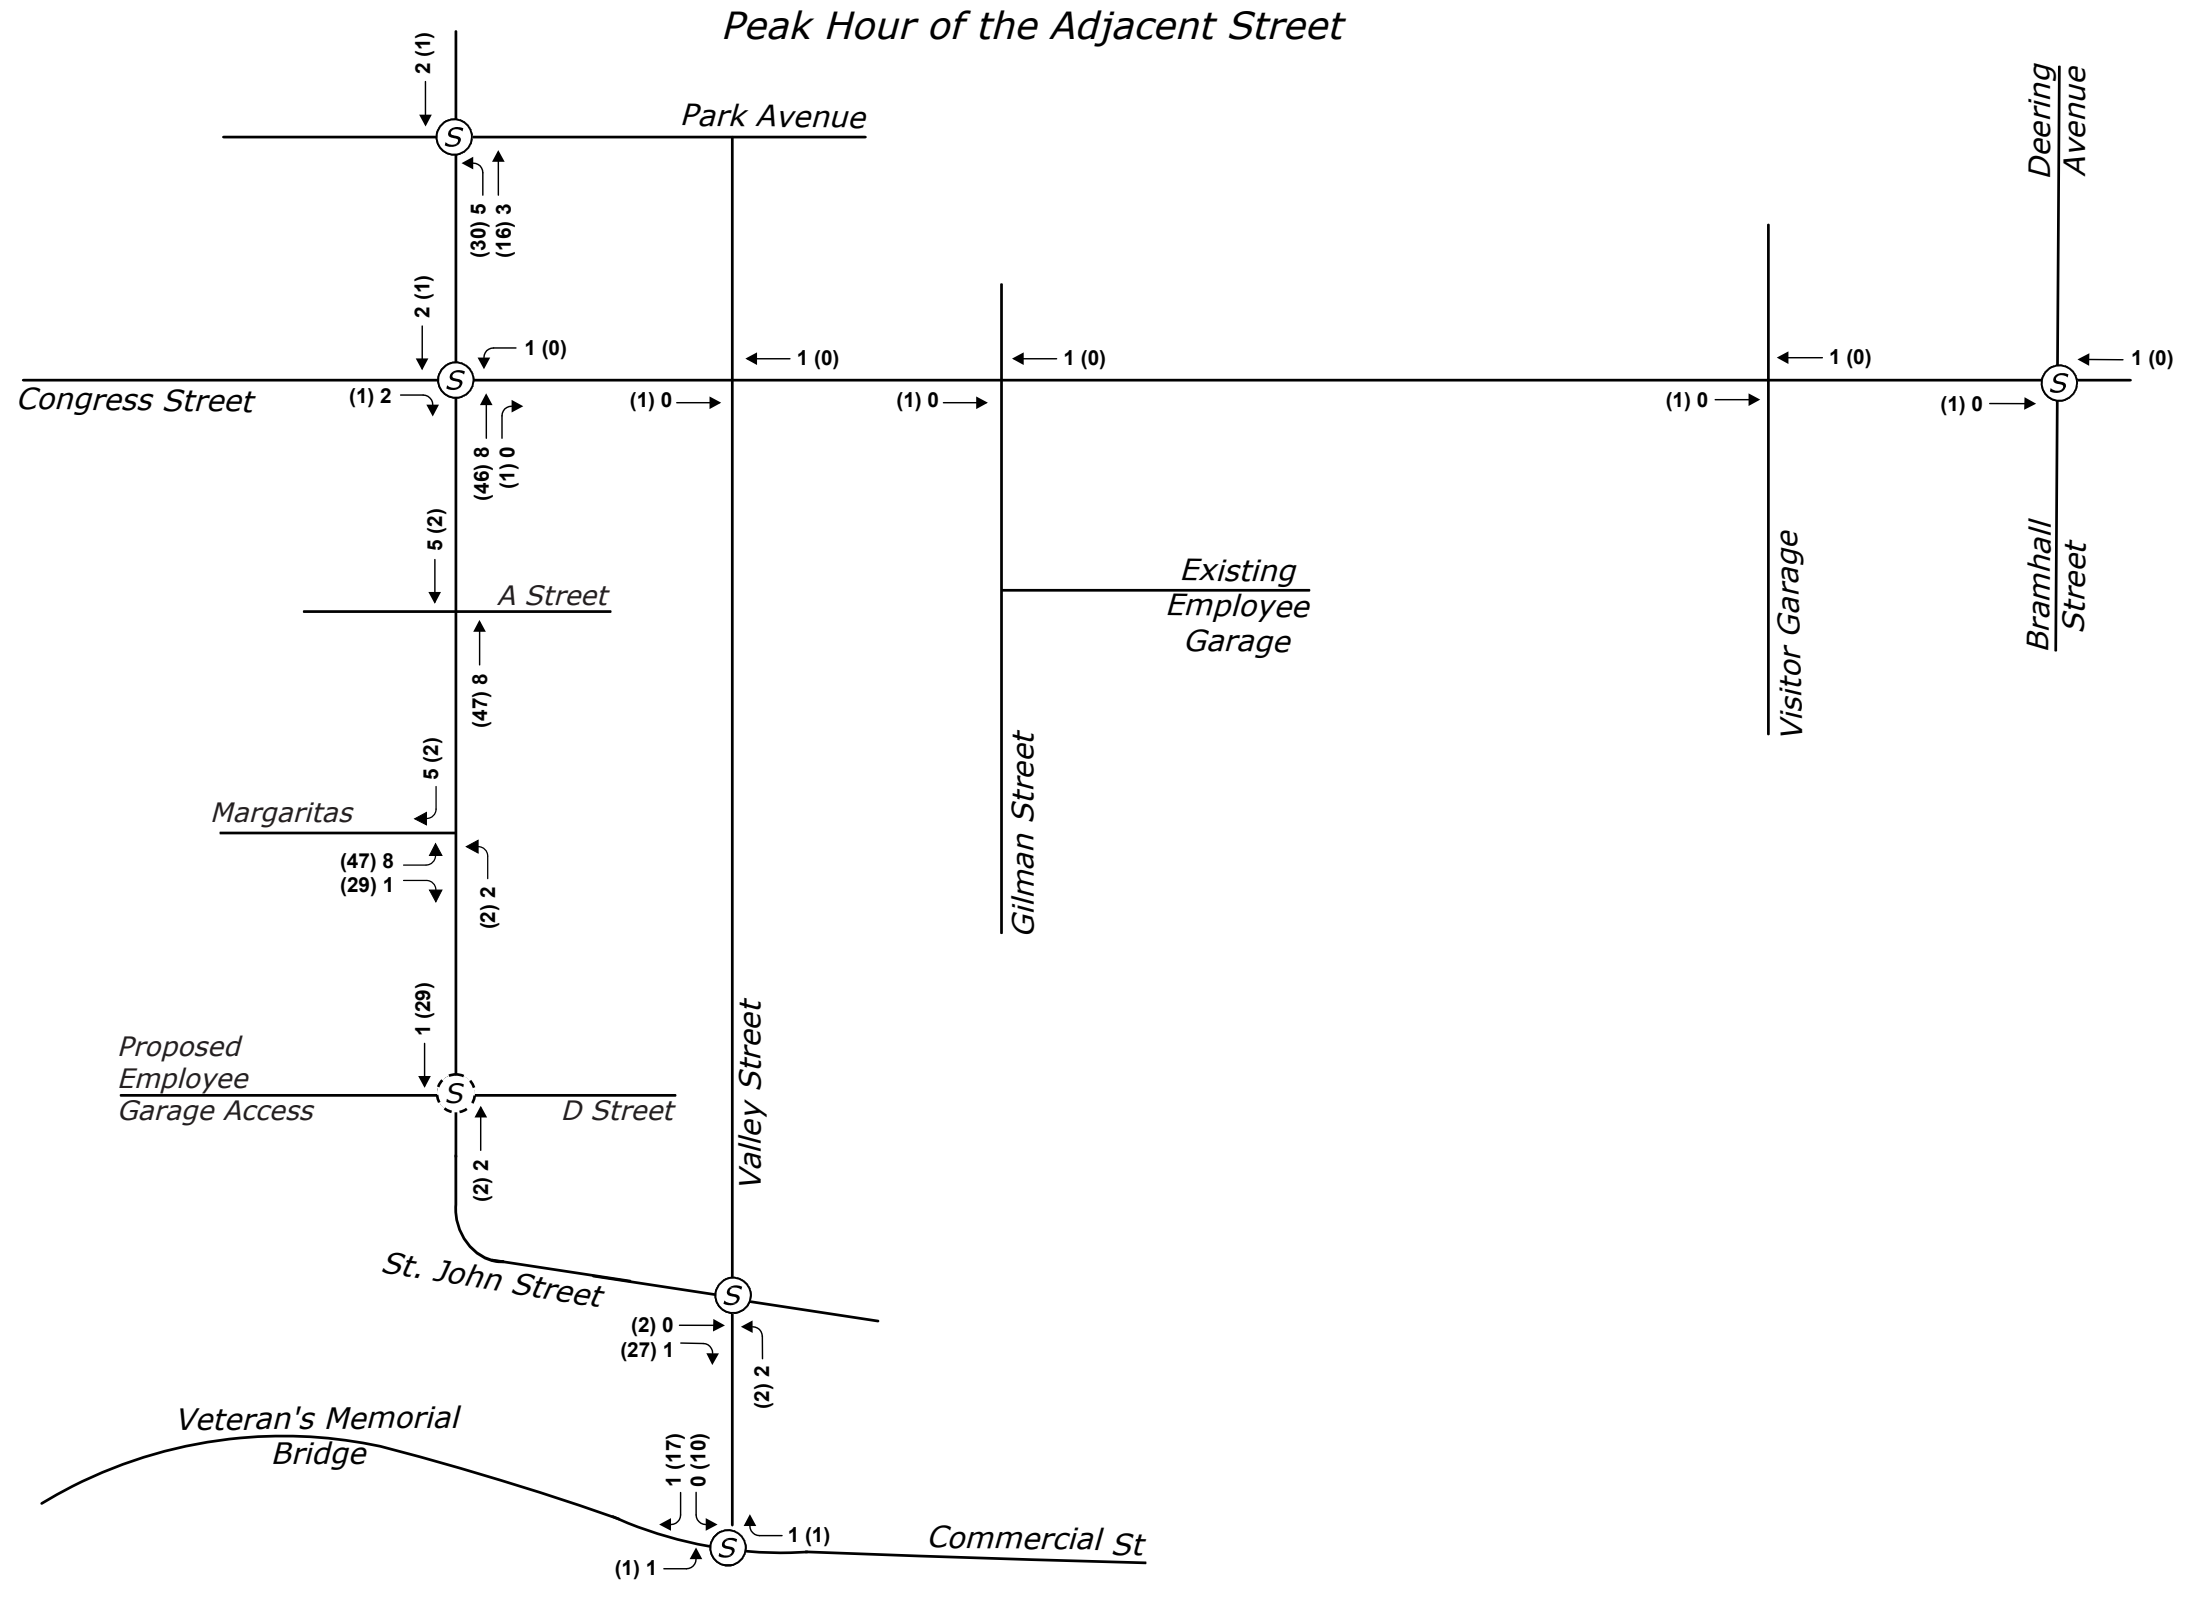 Peak Hour of the Adjacent Street
2 (1)
Park Avenue
S
(30) 5
(16) 3
Deering
Avenue
2 (1)
1 (0)
1 (0)
1 (0)
1 (0)
1 (0)
Congress Street
S
(1) 2
(1) 0
(1) 0
(1) 0
(1) 0
S
(46) 8
(1) 0
5 (2)
A Street
(47) 8
Existing
Employee
Garage
Visitor Garage
Bramhall
Street
5 (2)
Margaritas
(47) 8
(29) 1
(2) 2
Gilman Street
1 (29)
Proposed
Employee
Garage Access
S
D Street
(2) 2
Valley Street
St. John Street
S
(2) 0
(27) 1
(2) 2
Veteran's Memorial
Bridge
1 (17)
0 (10)
S
1 (1)
(1) 1
Commercial St